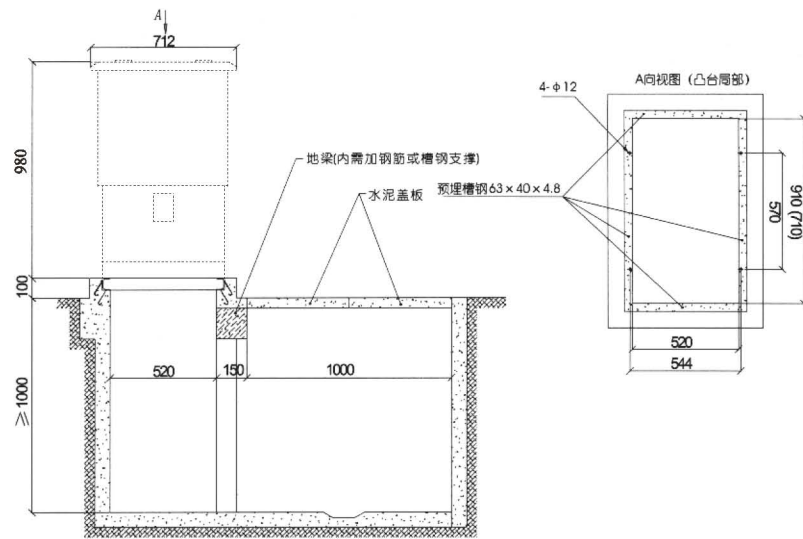 A
712
A向视图 (凸台局部)
4-φ12
地梁(内需加钢筋或槽钢支撑)
980
水泥盖板
预埋槽钢63×40×4.8
570
910 (710)
100
520
150
1000
520
544
≥1000